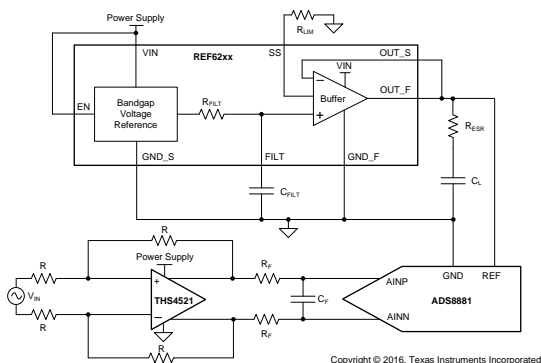 Power Supply
R_LIM
REF62xx
VIN
SS
OUT_S
VIN
EN
Bandgap
Voltage
Reference
R_FILT
−
Buffer
+
OUT_F
R_ESR
GND_S
FILT
GND_F
C_FILT
C_L
R
Power Supply
R
V_IN
R
+
THS4521
−
R_F
C_F
R_F
R
GND
REF
AINP
ADS8881
AINN
Copyright © 2016, Texas Instruments Incorporated